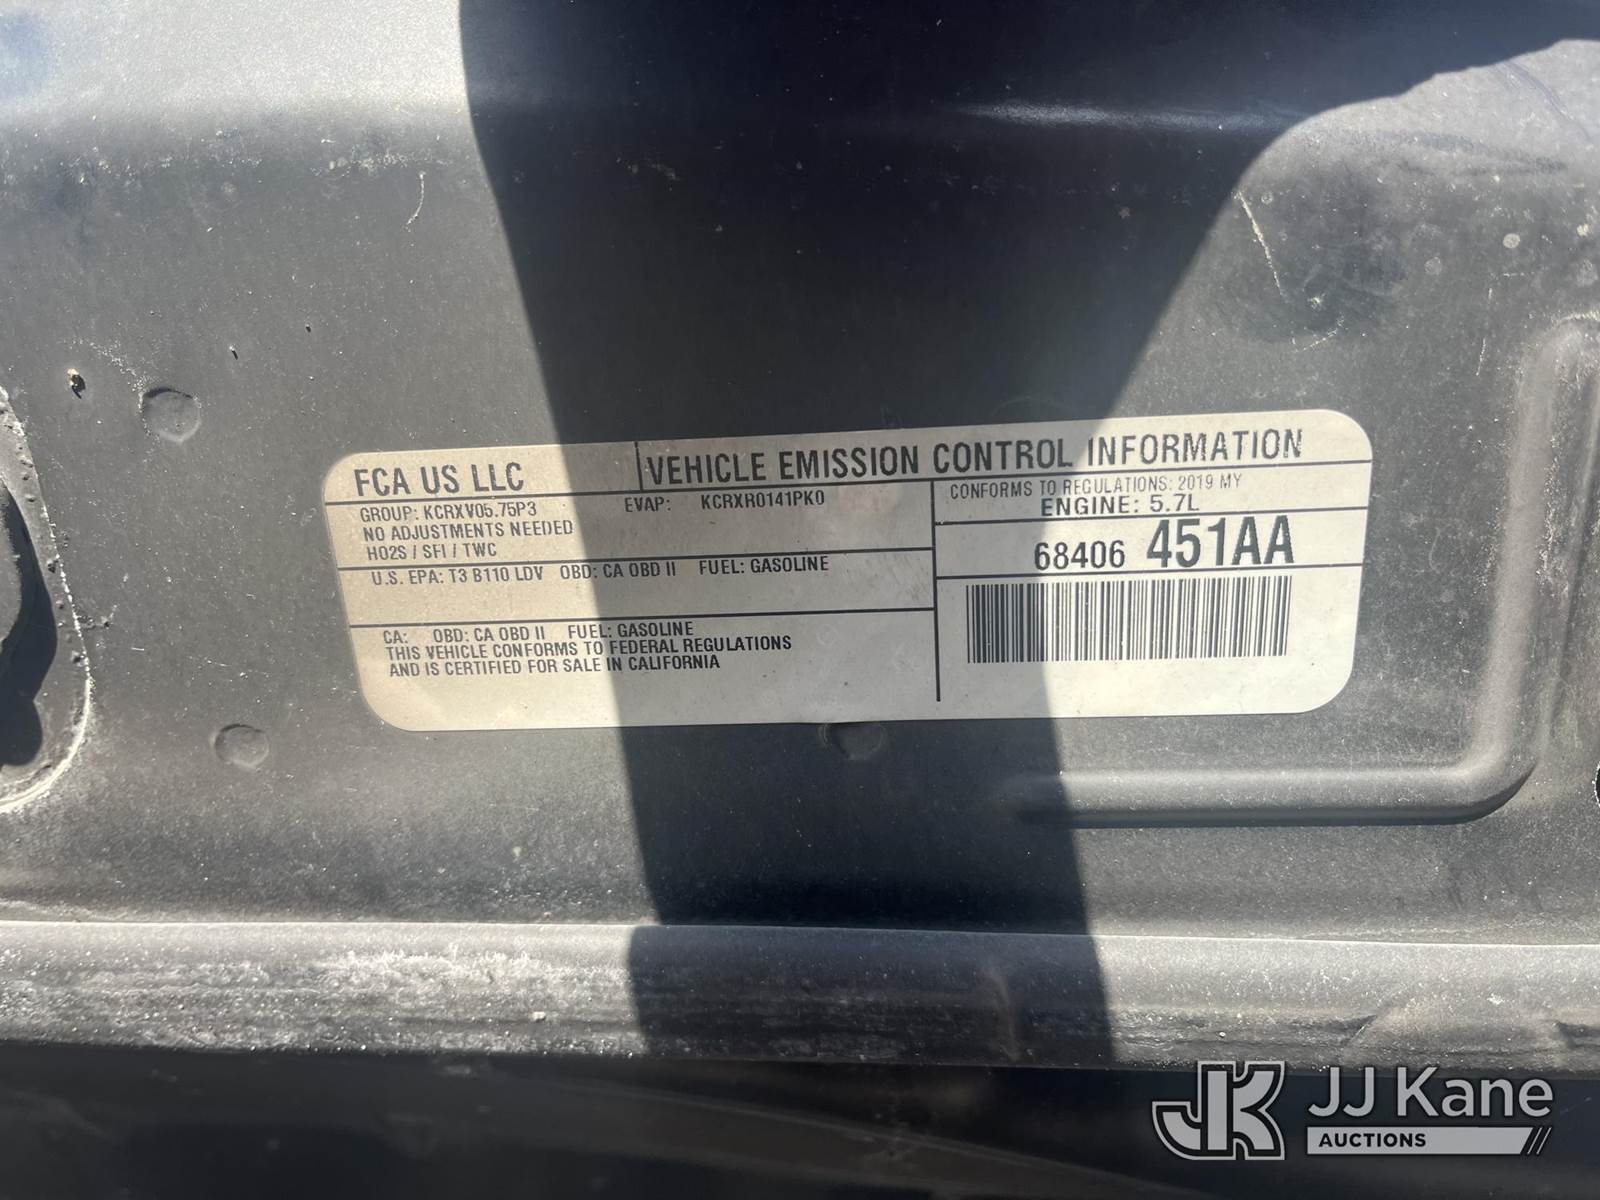 FCA US LLC
VEHICLE EMISSION CONTROL INFORMATION
GROUP: KCRXV05.75P3
EVAP: KCRXR0141PK0
NO ADJUSTMENTS NEEDED
HO2S / SFI / TWC
CONFORMS TO REGULATIONS: 2019 MY
ENGINE: 5.7L
68406 451AA
U.S. EPA: T3 B110 LDV OBD: CA OBD II FUEL: GASOLINE
CA: OBD: CA OBD II FUEL: GASOLINE
THIS VEHICLE CONFORMS TO FEDERAL REGULATIONS
AND IS CERTIFIED FOR SALE IN CALIFORNIA
JK JJ Kane
AUCTIONS